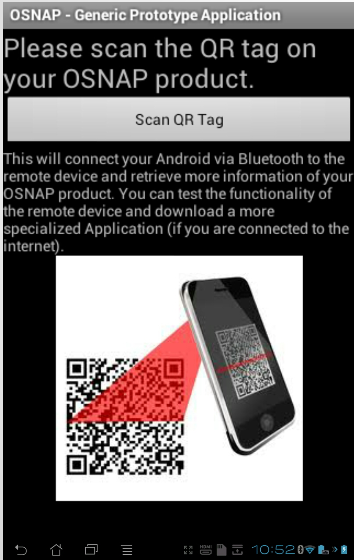 OSNAP - Generic Prototype Application
Please scan the QR tag on
your OSNAP product.
Scan QR Tag
This will connect your Android via Bluetooth to the
remote device and retrieve more information of your
OSNAP product. You can test the functionality of
the remote device and download a more
specialized Application (if you are connected to the
internet).
10:52